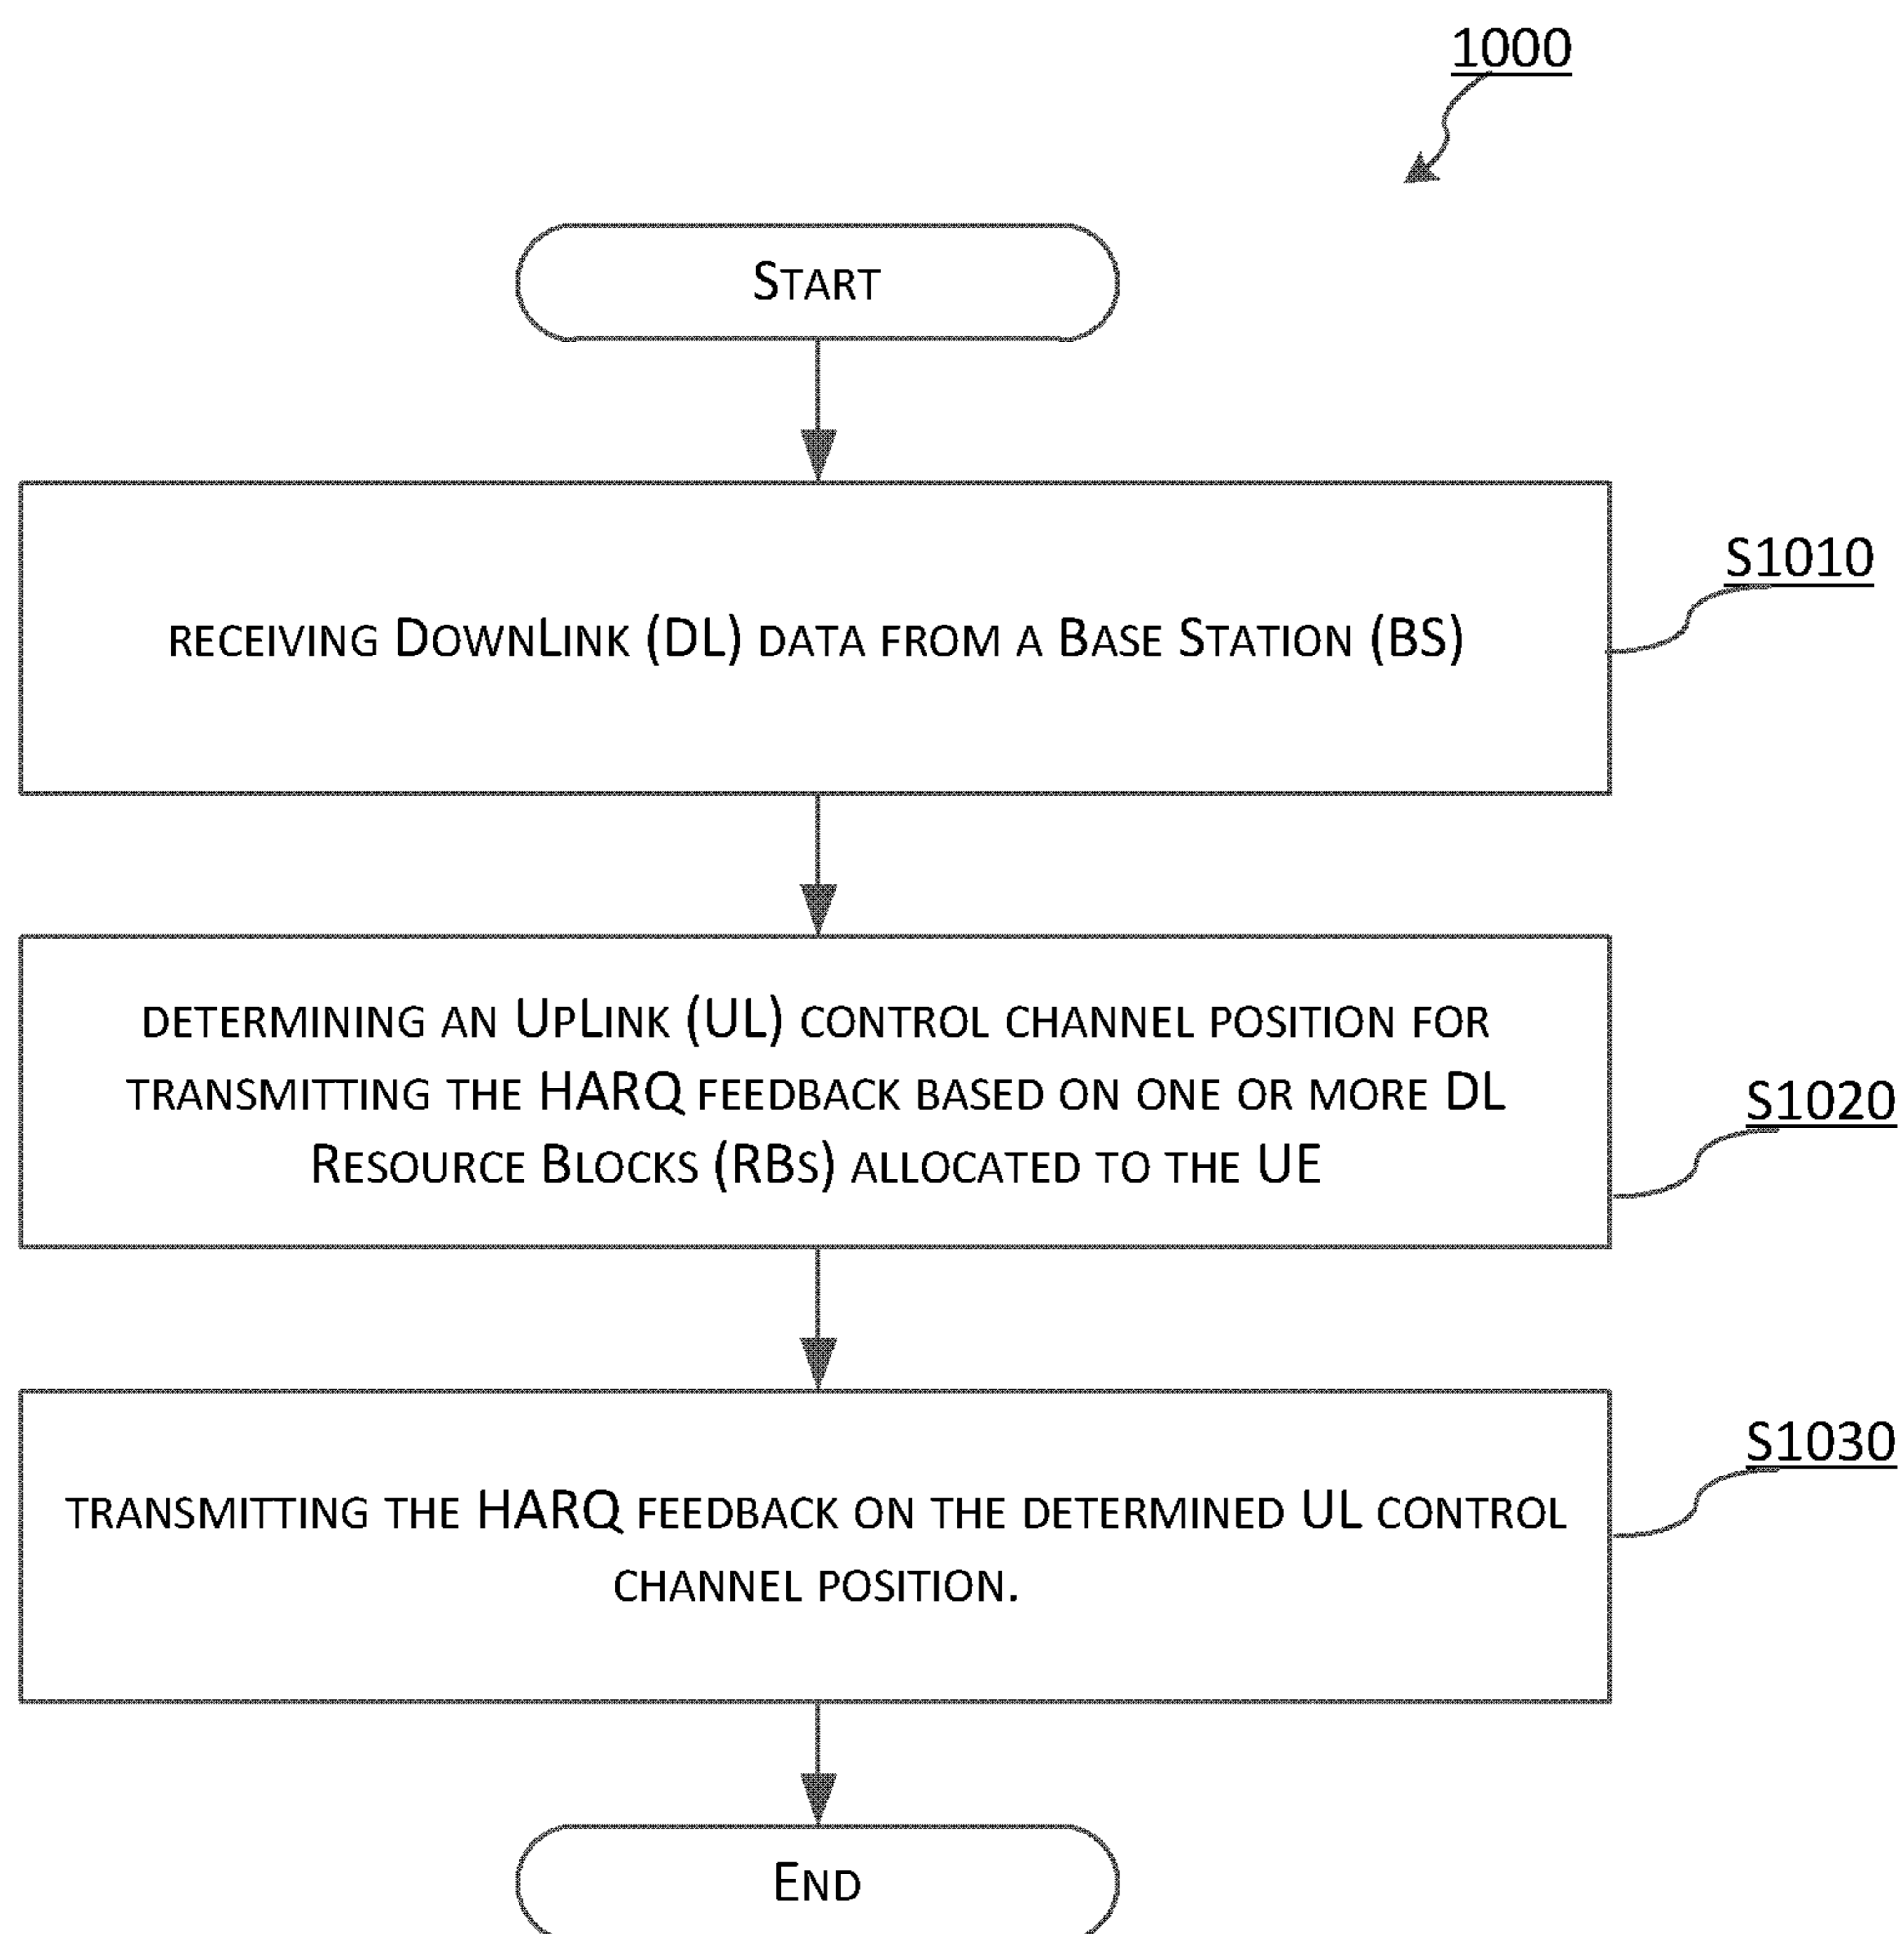 1000
START
S1010
RECEIVING DOWNLINK (DL) DATA FROM A BASE STATION (BS)
DETERMINING AN UPLINK (UL) CONTROL CHANNEL POSITION FOR
TRANSMITTING THE HARQ FEEDBACK BASED ON ONE OR MORE DL
S1020
RESOURCE BLOCKS (RBS) ALLOCATED TO THE UE
S1030
TRANSMITTING THE HARQ FEEDBACK ON THE DETERMINED UL CONTROL
CHANNEL POSITION.
END